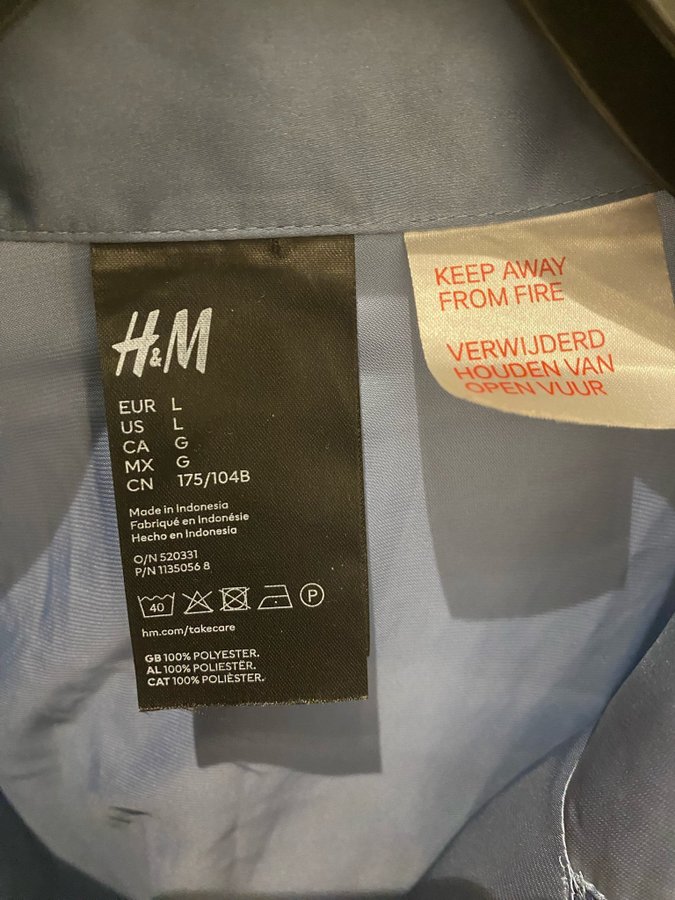 H&M
EUR L
US L
CA G
MX G
CN 175/104B
Made in Indonesia
Fabriqué en Indonésie
Hecho en Indonesia
O/N 520331
P/N 1135056 8
40
P
hm.com/takecare
GB 100% POLYESTER.
AL 100% POLIESTËR.
CAT 100% POLIÈSTER.
KEEP AWAY
FROM FIRE
VERWIJDERD
HOUDEN VAN
OPEN VUUR